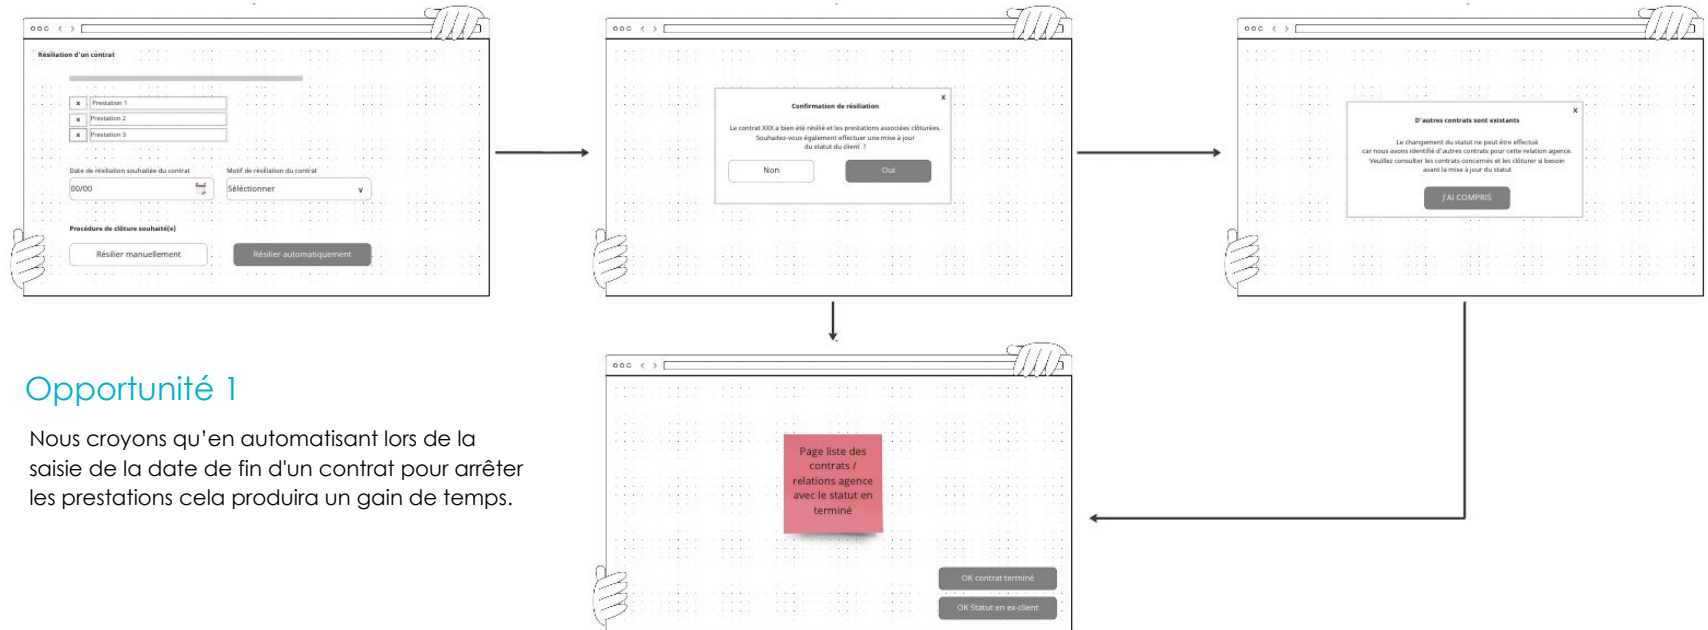 Résiliation d'un contrat
x Prestation 1
x Prestation 2
x Prestation 3
Date de résiliation souhaitée du contrat
Motif de résiliation du contrat
00/00
Séléctionner v
Procédure de clôture souhaité(e)
Résilier manuellement
Résilier automatiquement
x
Confirmation de résiliation
Le contrat XXX a bien été résilié et les prestations associées clôturées.
Souhaitez-vous également effectuer une mise à jour
du statut du client ?
Non
Oui
x
D'autres contrats sont existants
Le changement du statut ne peut être effectué
car nous avons identifié d'autres contrats pour cette relation agence.
Veuillez consulter les contrats concernés et les clôturer si besoin
avant la mise à jour du statut
J'AI COMPRIS
Opportunité 1
Nous croyons qu'en automatisant lors de la
saisie de la date de fin d'un contrat pour arrêter
les prestations cela produira un gain de temps.
Page liste des
contrats /
relations agence
avec le statut en
terminé
OK contrat terminé
OK Statut en ex-client